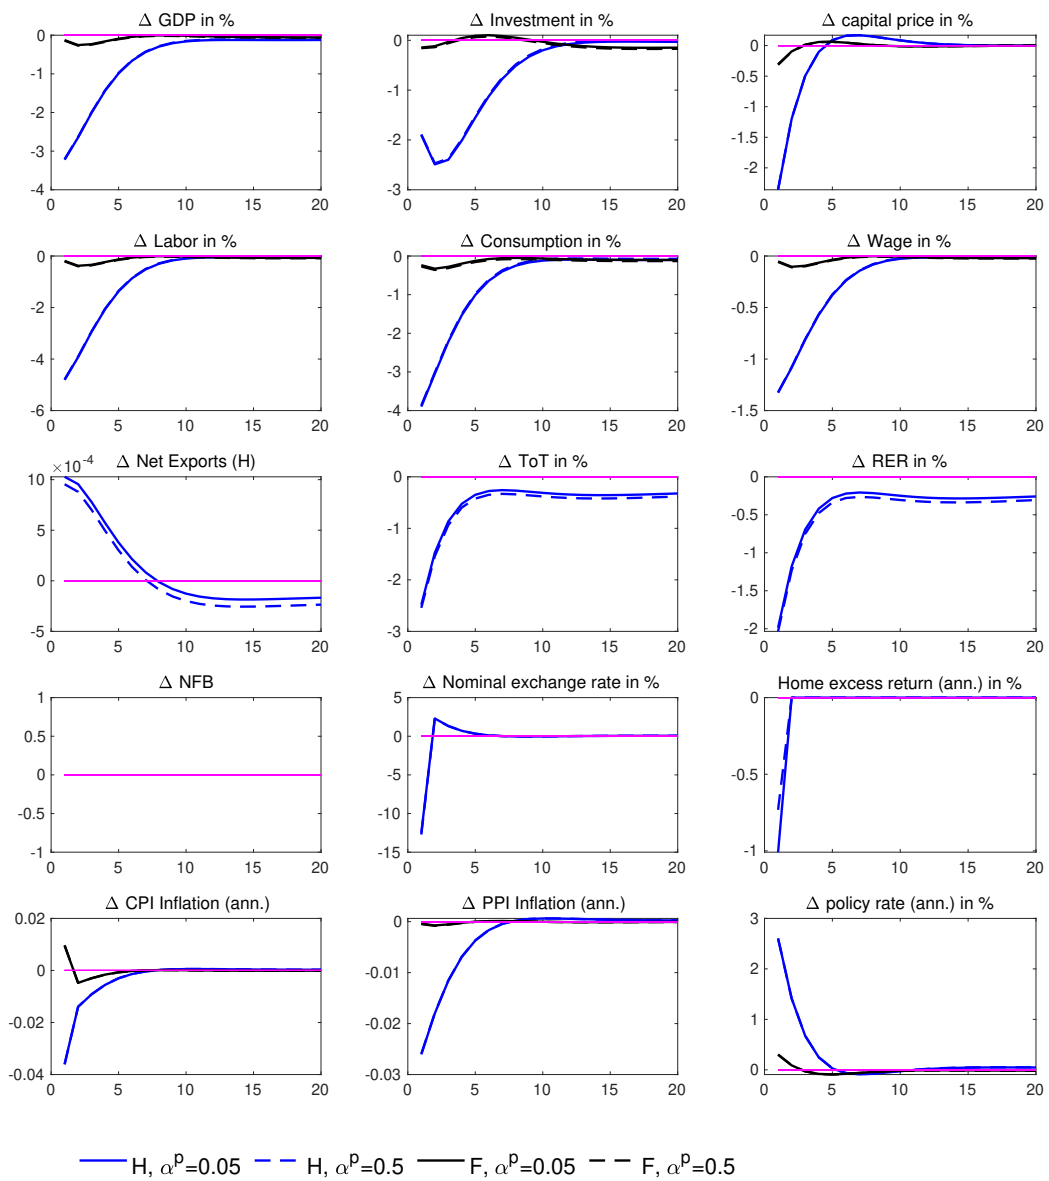 Δ GDP in %
0
-1
-2
-3
-4
0 5 10 15 20
Δ Investment in %
0
-1
-2
-3
0 5 10 15 20
Δ capital price in %
0
-0.5
-1
-1.5
-2
0 5 10 15 20
Δ Labor in %
0
-2
-4
-6
0 5 10 15 20
Δ Consumption in %
0
-1
-2
-3
-4
0 5 10 15 20
Δ Wage in %
0
-0.5
-1
-1.5
0 5 10 15 20
Δ Net Exports (H)
×10⁻⁴
10
5
0
-5
0 5 10 15 20
Δ ToT in %
0
-1
-2
-3
0 5 10 15 20
Δ RER in %
0
-0.5
-1
-1.5
-2
0 5 10 15 20
Δ NFB
1
0.5
0
-0.5
-1
0 5 10 15 20
Δ Nominal exchange rate in %
5
0
-5
-10
-15
0 5 10 15 20
Home excess return (ann.) in %
0
-0.5
-1
0 5 10 15 20
Δ CPI Inflation (ann.)
0.02
0
-0.02
-0.04
0 5 10 15 20
Δ PPI Inflation (ann.)
0
-0.01
-0.02
-0.03
0 5 10 15 20
Δ policy rate (ann.) in %
3
2
1
0
0 5 10 15 20
H, αᵖ=0.05 H, αᵖ=0.5 F, αᵖ=0.05 F, αᵖ=0.5